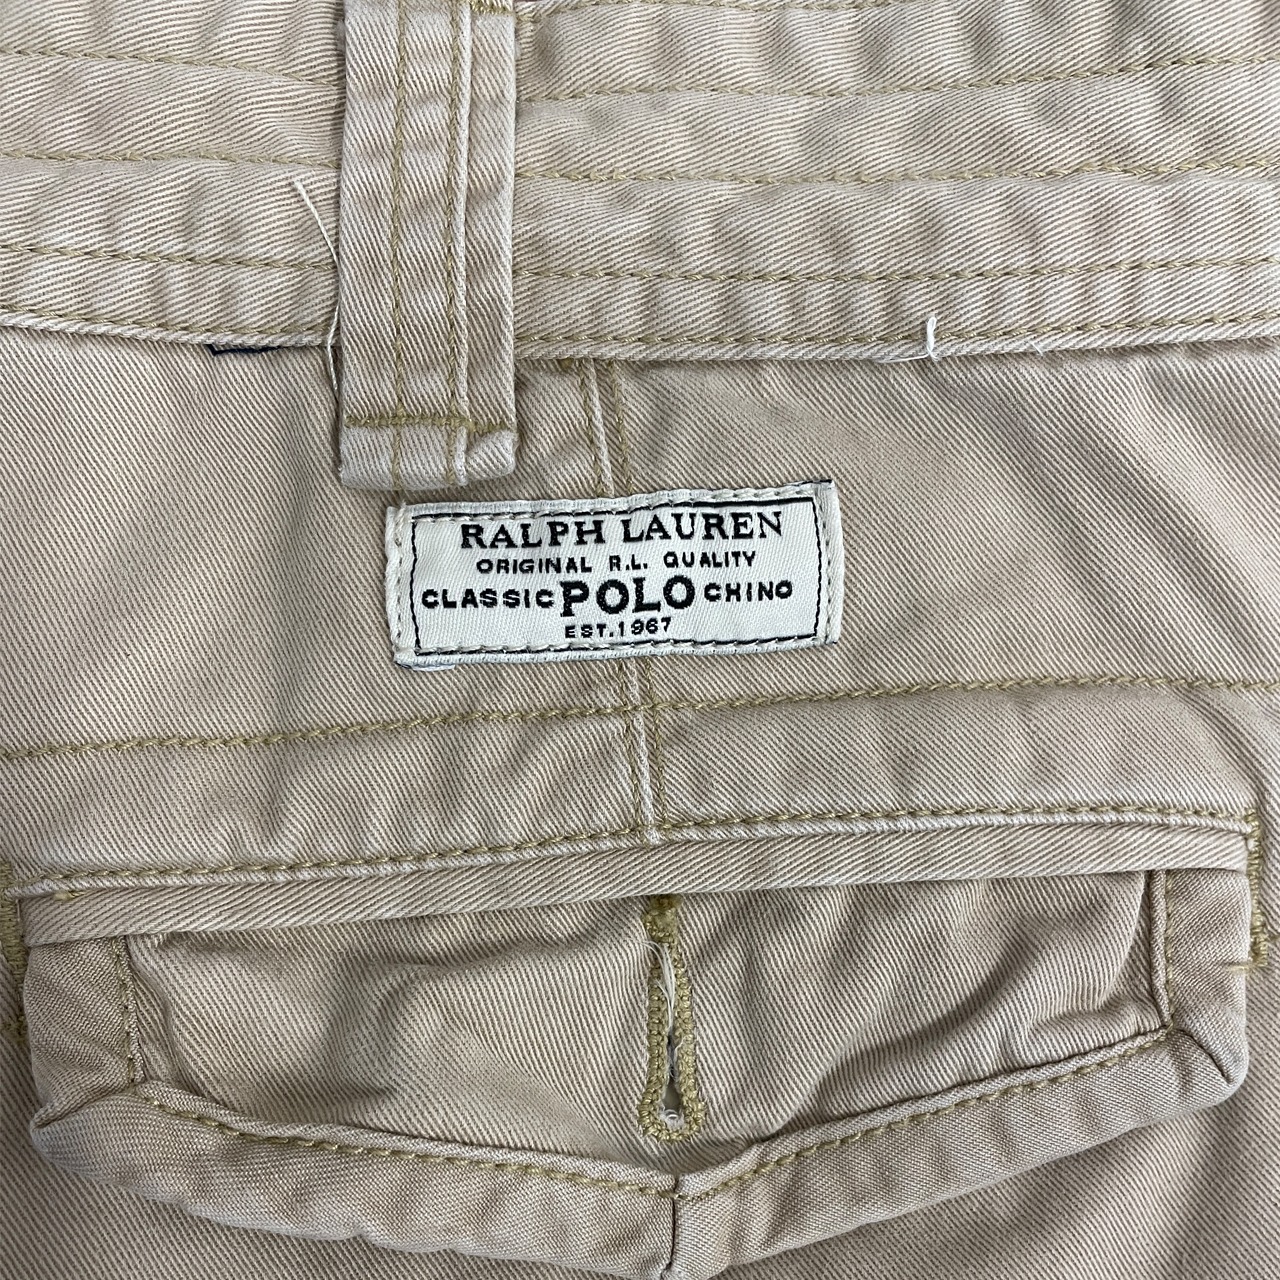 RALPH LAUREN
ORIGINAL R.L. QUALITY
CLASSIC POLO CHINO
EST.1967